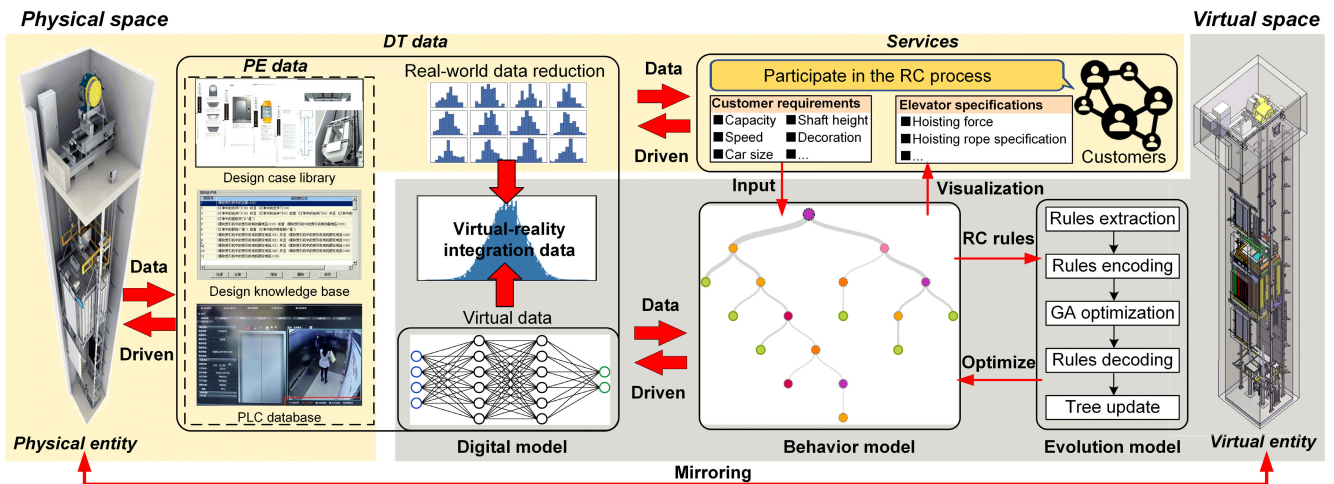 Physical space
Virtual space
DT data
Services
PE data
Real-world data reduction
Design case library
Design knowledge base
PLC database
Data
Driven
Data
Driven
Participate in the RC process
Customer requirements
■Capacity
■Shaft height
■Speed
■Decoration
■Car size
■...
Elevator specifications
■Hoisting force
■Hoisting rope specification
■...
Customers
Input
Visualization
Virtual-reality
integration data
Virtual data
Data
Driven
RC rules
Optimize
Rules extraction
Rules encoding
GA optimization
Rules decoding
Tree update
Physical entity
Digital model
Behavior model
Evolution model
Virtual entity
Mirroring